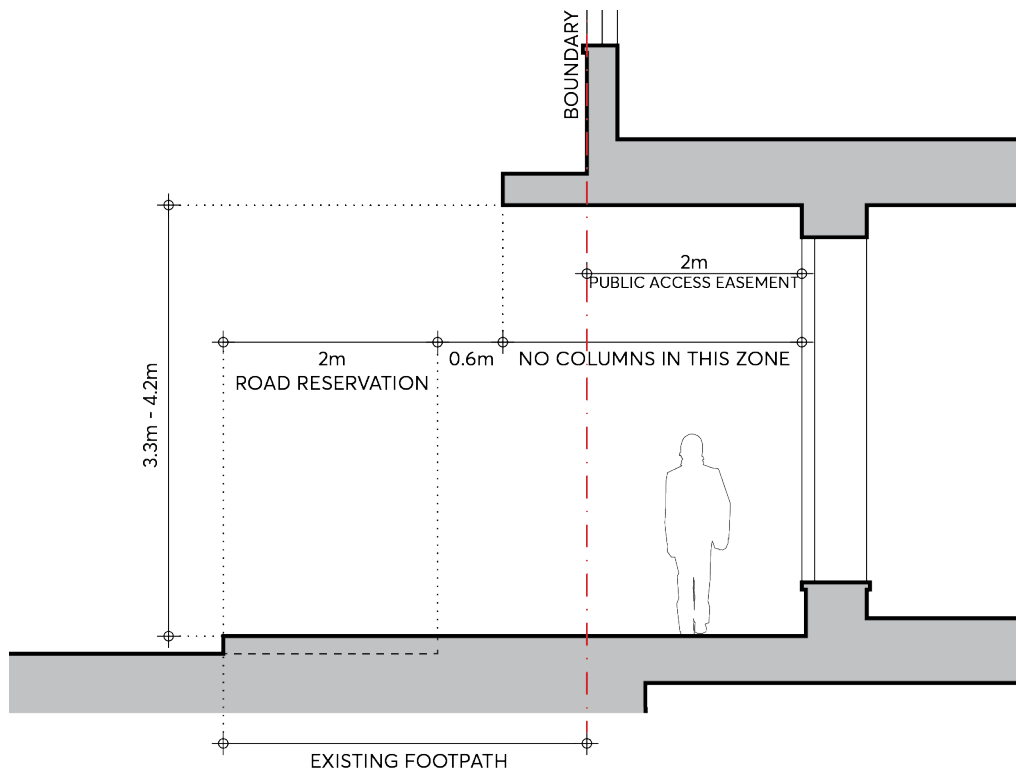 BOUNDARY
2m
PUBLIC ACCESS EASEMENT
2m
ROAD RESERVATION
0.6m
NO COLUMNS IN THIS ZONE
3.3m - 4.2m
EXISTING FOOTPATH